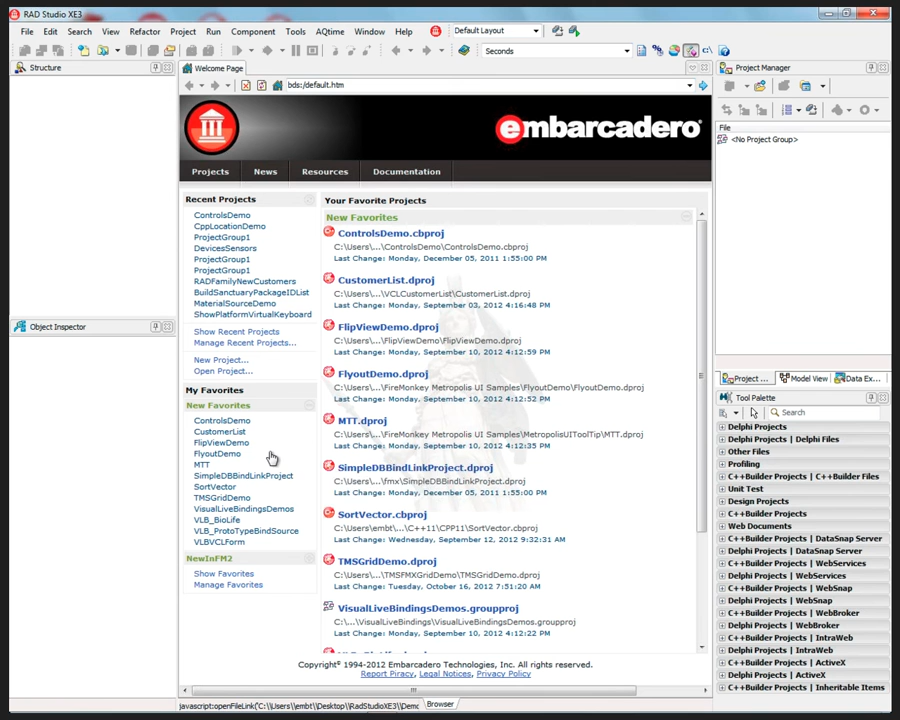 RAD Studio XE3
File Edit Search View Refactor Project Run Component Tools AQtime Window Help Default Layout
Seconds
Structure
Welcome Page
Project Manager
bds:/default.htm
embarcadero
Projects News Resources Documentation
File
<No Project Group>
Recent Projects
ControlsDemo
CppLocationDemo
ProjectGroup1
DevicesSensors
ProjectGroup1
ProjectGroup1
RADFamilyNewCustomers
BuildSanctuaryPackageIDList
MaterialSourceDemo
ShowPlatformVirtualKeyboard
Show Recent Projects
Manage Recent Projects...
New Project...
Open Project...
My Favorites
New Favorites
ControlsDemo
CustomerList
FlipViewDemo
FlyoutDemo
MTT
SimpleDBBindLinkProject
SortVector
TMSGridDemo
VisualLiveBindingsDemos
VLB_BioLife
VLB_ProtoTypeBindSource
VLBVCLForm
NewInFM2
Show Favorites
Manage Favorites
Your Favorite Projects
New Favorites
ControlsDemo.cbproj
C:\Users\...\ControlsDemo\ControlsDemo.cbproj
Last Change: Monday, December 05, 2011 1:55:00 PM
CustomerList.dproj
C:\Users\...\VCLCustomerList\CustomerList.dproj
Last Change: Monday, September 03, 2012 4:16:48 PM
FlipViewDemo.dproj
C:\Users\...\FlipViewDemo\FlipViewDemo.dproj
Last Change: Monday, September 10, 2012 4:12:59 PM
FlyoutDemo.dproj
C:\Users\...\FireMonkey Metropolis UI Samples\FlyoutDemo\FlyoutDemo.dproj
Last Change: Monday, September 10, 2012 4:12:52 PM
MTT.dproj
C:\Users\...\FireMonkey Metropolis UI Samples\MetropolisUIToolTip\MTT.dproj
Last Change: Monday, September 10, 2012 4:12:35 PM
SimpleDBBindLinkProject.dproj
C:\Users\...\fmx\SimpleDBBindLinkProject.dproj
Last Change: Monday, December 05, 2011 1:55:00 PM
SortVector.cbproj
C:\Users\embt\...\C++11\CPP11\SortVector.cbproj
Last Change: Wednesday, September 12, 2012 9:32:31 AM
TMSGridDemo.dproj
C:\Users\...\TMSFMXGridDemo\TMSGridDemo.dproj
Last Change: Tuesday, October 16, 2012 7:51:20 AM
VisualLiveBindingsDemos.groupproj
C:\...\VisualLiveBindings\VisualLiveBindingsDemos.groupproj
Last Change: Monday, September 10, 2012 4:12:22 PM
Copyright© 1994-2012 Embarcadero Technologies, Inc. All rights reserved.
Report Piracy, Legal Notices, Privacy Policy
javascript:openFileLink('C:\\Users\\embt\\Desktop\\RadStudioXE3\\Demo
Browser
Object Inspector
Project ... Model View Data Ex...
Tool Palette
Search
Delphi Projects
Delphi Projects | Delphi Files
Other Files
Profiling
C++Builder Projects | C++Builder Files
Unit Test
Design Projects
C++Builder Projects
Web Documents
C++Builder Projects | DataSnap Server
Delphi Projects | DataSnap Server
C++Builder Projects | WebServices
Delphi Projects | WebServices
C++Builder Projects | WebSnap
Delphi Projects | WebSnap
C++Builder Projects | WebBroker
Delphi Projects | WebBroker
C++Builder Projects | IntraWeb
Delphi Projects | IntraWeb
C++Builder Projects | ActiveX
Delphi Projects | ActiveX
C++Builder Projects | Inheritable Items